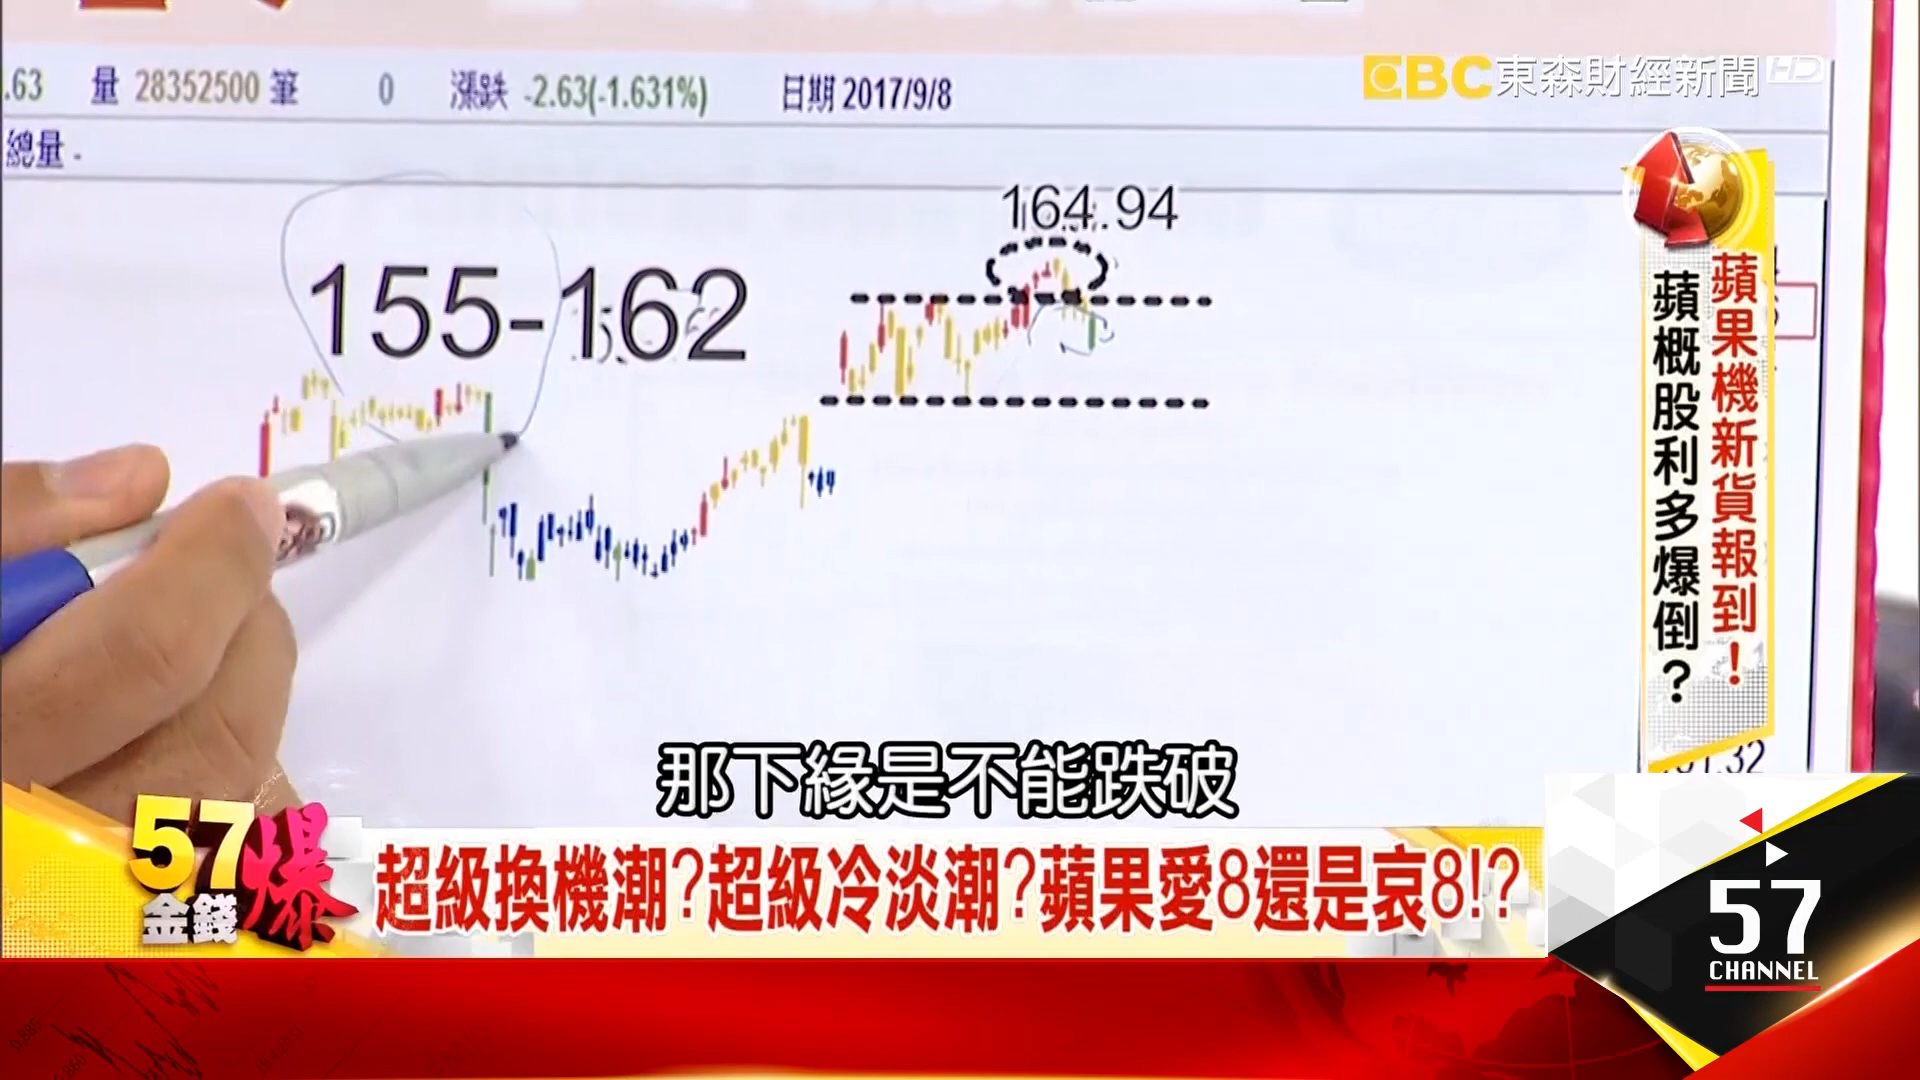 .63 量 28352500 筆 0 漲跌 -2.63(-1.631%) 日期 2017/9/8
EBC 東森財經新聞 HD
總量 -
164.94
155-162
蘋果機新貨報到！
蘋概股利多爆倒？
那下緣是不能跌破
57金錢爆
超級換機潮?超級冷淡潮?蘋果愛8還是哀8!?
57
CHANNEL